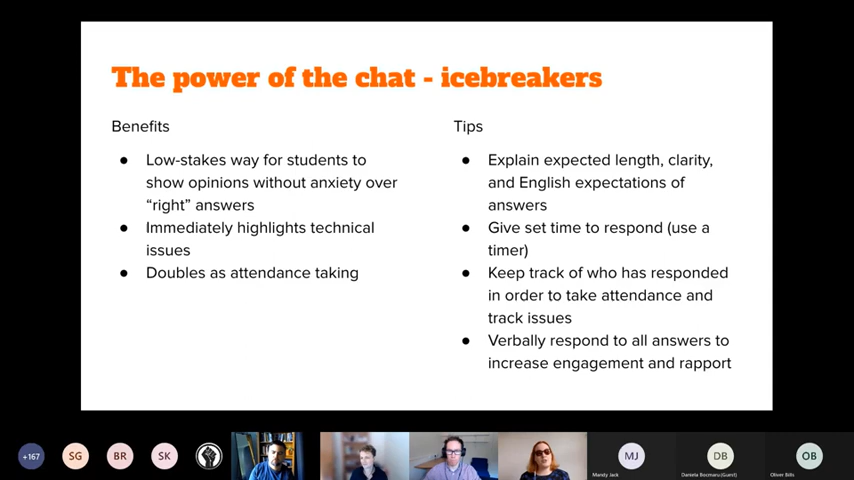 The power of the chat - icebreakers
Benefits
● Low-stakes way for students to
show opinions without anxiety over
“right” answers
● Immediately highlights technical
issues
● Doubles as attendance taking
Tips
● Explain expected length, clarity,
and English expectations of
answers
● Give set time to respond (use a
timer)
● Keep track of who has responded
in order to take attendance and
track issues
● Verbally respond to all answers to
increase engagement and rapport
+167
SG
BR
SK
MJ
Mandy Jack
DB
Daniela Bocmaru(Guest)
OB
Oliver Bills